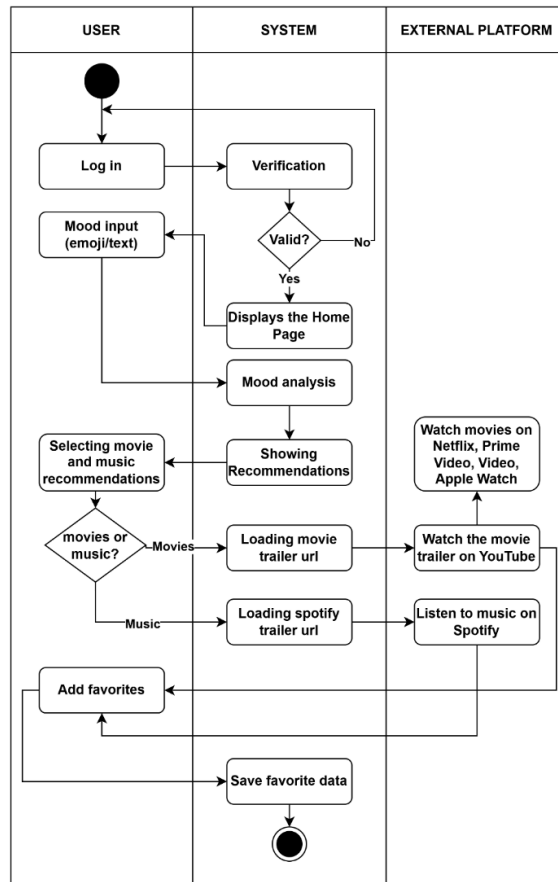 USER
SYSTEM
EXTERNAL PLATFORM
Log in
Verification
Mood input
(emoji/text)
Valid?
No
Yes
Displays the Home
Page
Mood analysis
Selecting movie
and music
recommendations
Showing
Recommendations
Watch movies on
Netflix, Prime
Video, Video,
Apple Watch
movies or
music?
Movies
Loading movie
trailer url
Watch the movie
trailer on YouTube
Music
Loading spotify
trailer url
Listen to music on
Spotify
Add favorites
Save favorite data